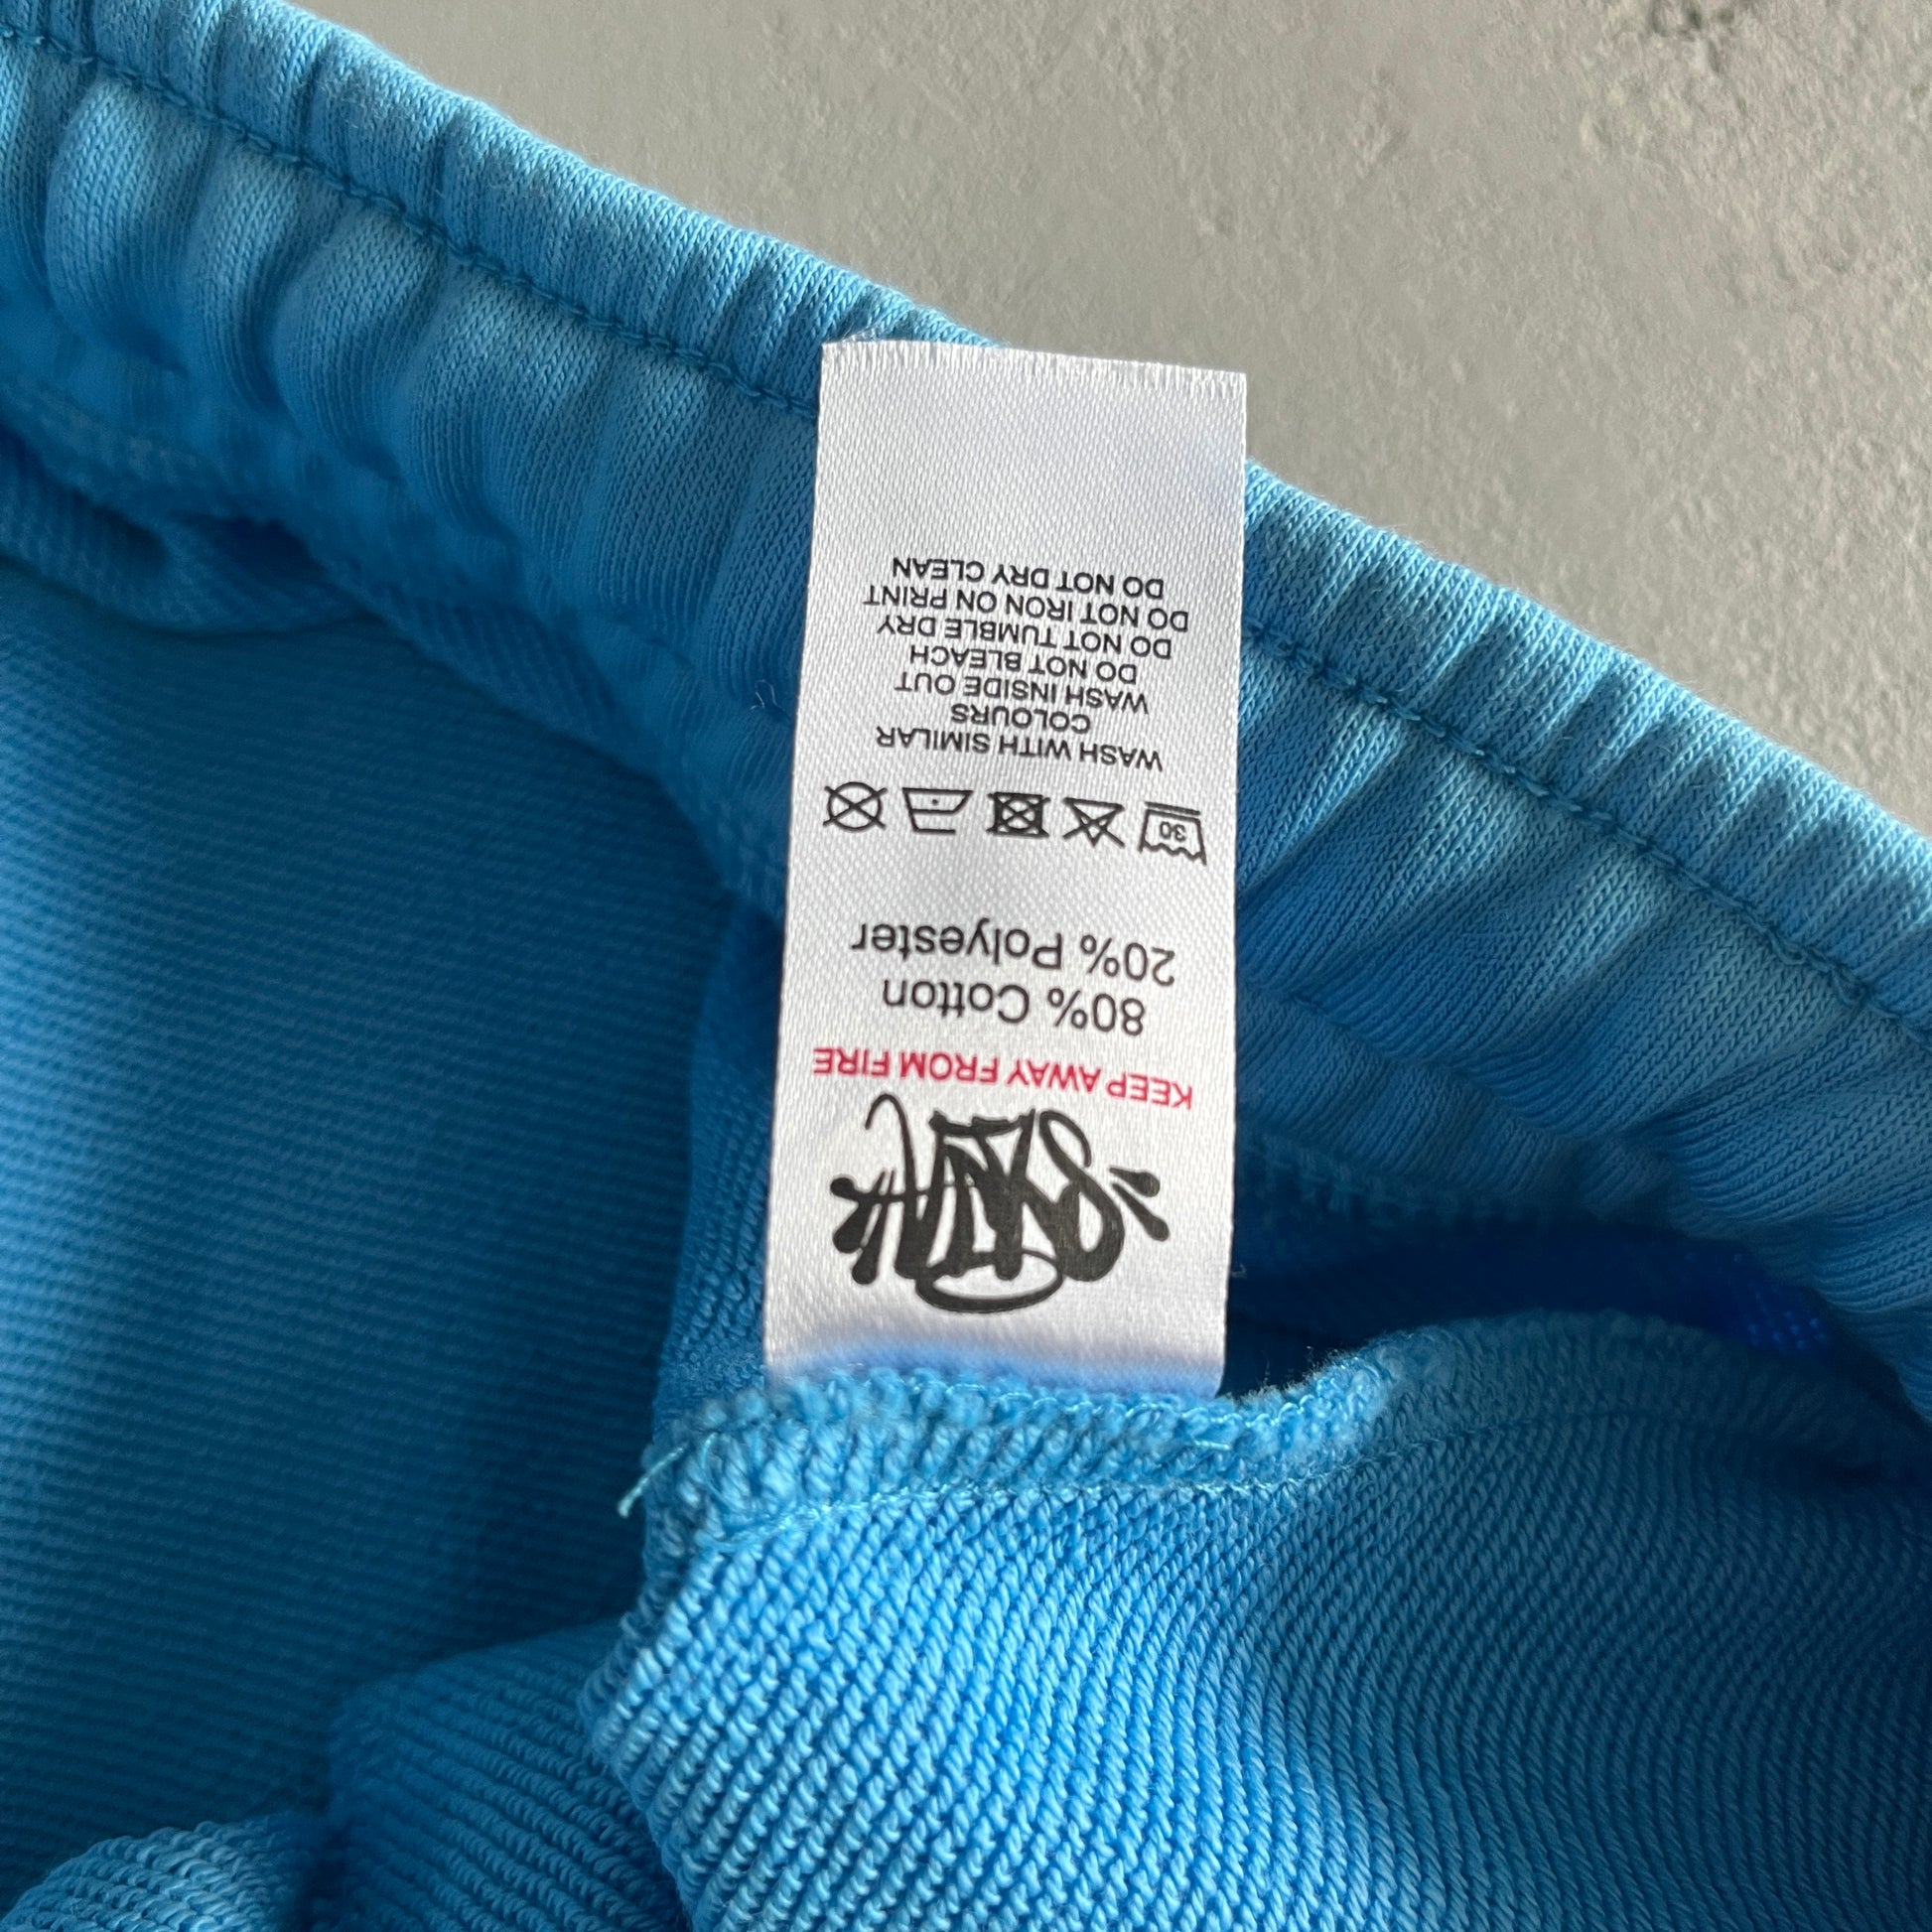 KEEP AWAY FROM FIRE
80% Cotton
20% Polyester
30
WASH WITH SIMILAR
COLOURS
WASH INSIDE OUT
DO NOT BLEACH
DO NOT TUMBLE DRY
DO NOT IRON ON PRINT
DO NOT DRY CLEAN